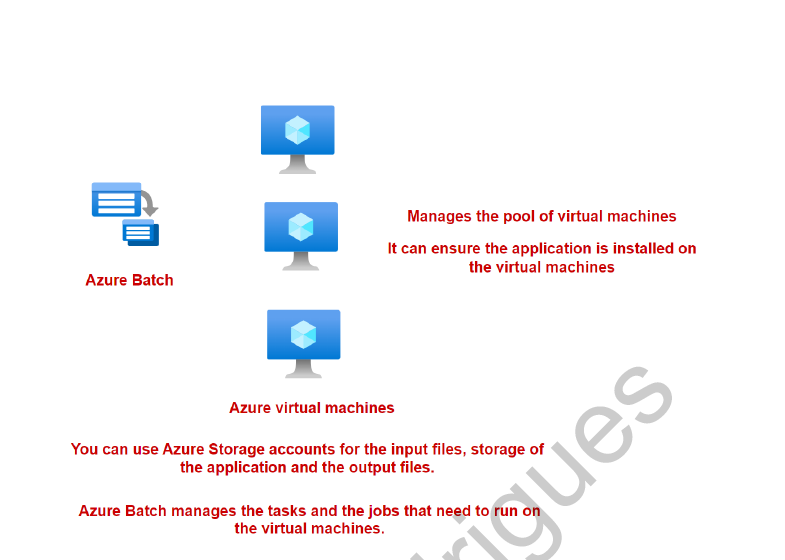 Manages the pool of virtual machines
It can ensure the application is installed on
the virtual machines
Azure Batch
Azure virtual machines
You can use Azure Storage accounts for the input files, storage of
the application and the output files.
Azure Batch manages the tasks and the jobs that need to run on
the virtual machines.